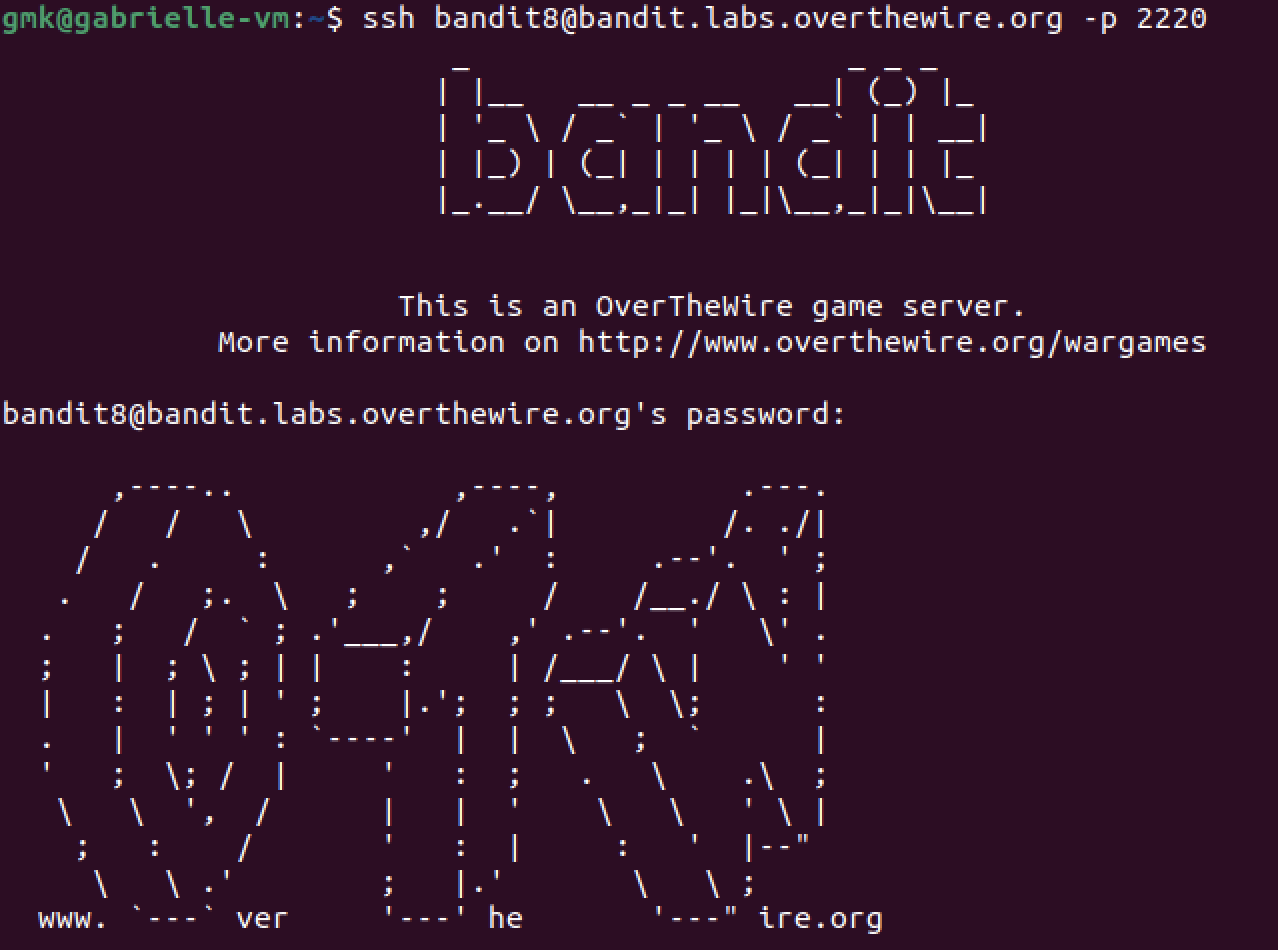 gmk@gabrielle-vm:~$ ssh bandit8@bandit.labs.overthewire.org -p 2220
bandit
This is an OverTheWire game server.
More information on http://www.overthewire.org/wargames
bandit8@bandit.labs.overthewire.org's password:
www. ver he ire.org